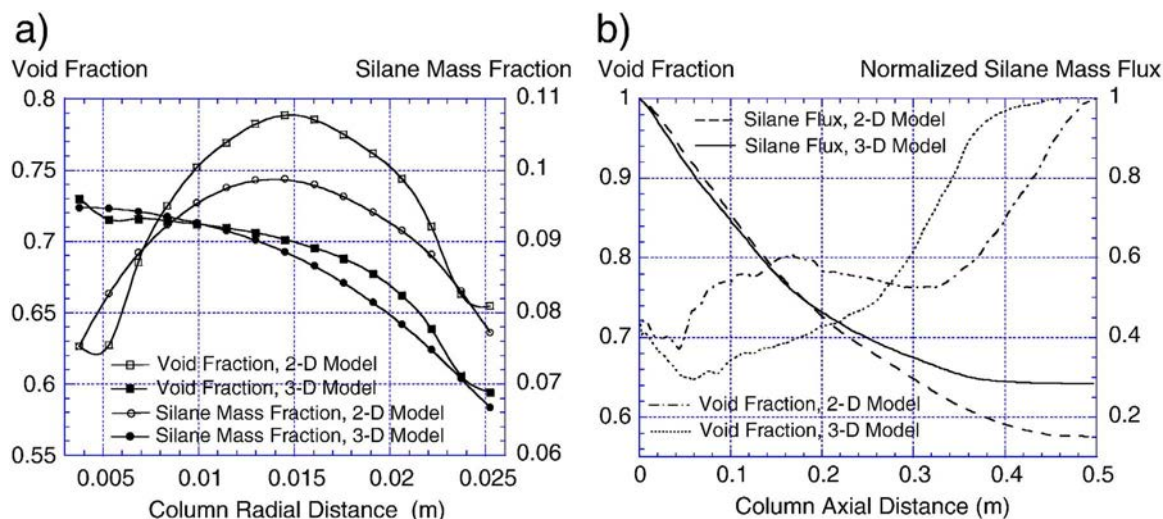 a)
Void Fraction
Silane Mass Fraction
0.8
0.75
0.7
0.65
0.6
0.55
0.11
0.1
0.09
0.08
0.07
0.06
Void Fraction, 2-D Model
Void Fraction, 3-D Model
Silane Mass Fraction, 2-D Model
Silane Mass Fraction, 3-D Model
0.005 0.01 0.015 0.02 0.025
Column Radial Distance (m)
b)
Void Fraction
Normalized Silane Mass Flux
1
0.9
0.8
0.7
0.6
1
0.8
0.6
0.4
0.2
Silane Flux, 2-D Model
Silane Flux, 3-D Model
Void Fraction, 2-D Model
Void Fraction, 3-D Model
0 0.1 0.2 0.3 0.4 0.5
Column Axial Distance (m)